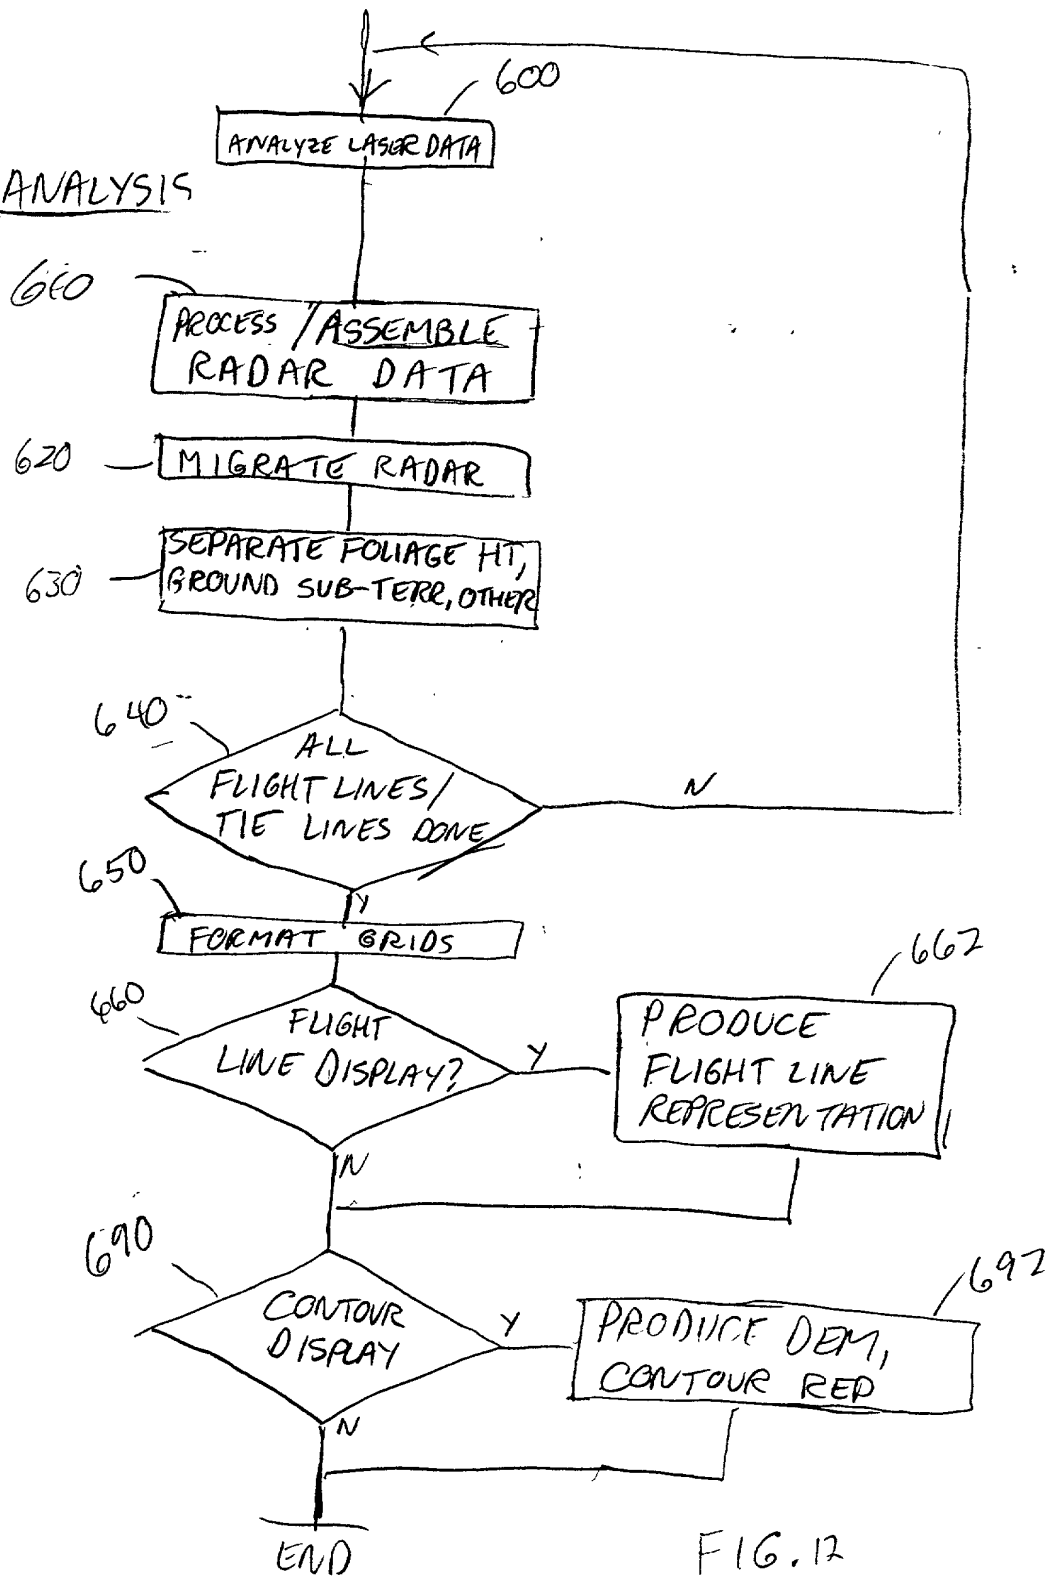 600
ANALYZE LASER DATA
ANALYSIS
PROCESS / ASSEMBLE
RADAR DATA
620
MIGRATE RADAR
630
SEPARATE FOLIAGE HT,
GROUND SUB-TERR, OTHER
640
ALL
FLIGHT LINES/
TIE LINES DONE
N
Y
650
FORMAT GRIDS
660
FLIGHT
LINE DISPLAY?
Y
N
662
PRODUCE
FLIGHT LINE
REPRESENTATION
690
CONTOUR
DISPLAY
Y
N
692
PRODUCE DEM,
CONTOUR REP
END
FIG. 12